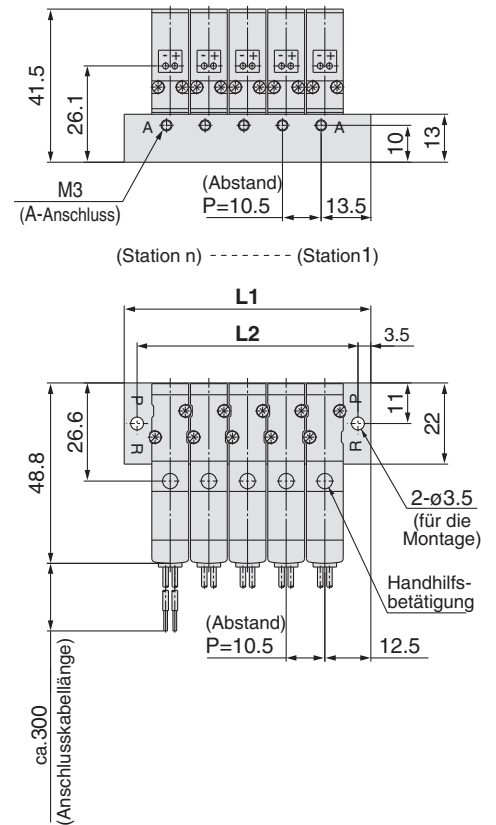 41.5
26.1
- +
- +
- +
- +
- +
A
A
10
13
M3
(A-Anschluss)
(Abstand)
P=10.5
13.5
(Station n) - - - - - - - - (Station1)
L1
L2
3.5
P
R
P
R
11
22
26.6
48.8
2-ø3.5
(für die
Montage)
Handhilfs-
betätigung
(Abstand)
P=10.5
12.5
ca.300
(Anschlusskabellänge)